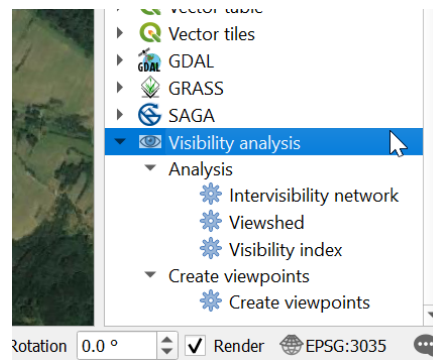 Vector table
Vector tiles
GDAL
GDAL
GRASS
SAGA
Visibility analysis
Analysis
Intervisibility network
Viewshed
Visibility index
Create viewpoints
Create viewpoints
Rotation 0.0 ° Render EPSG:3035